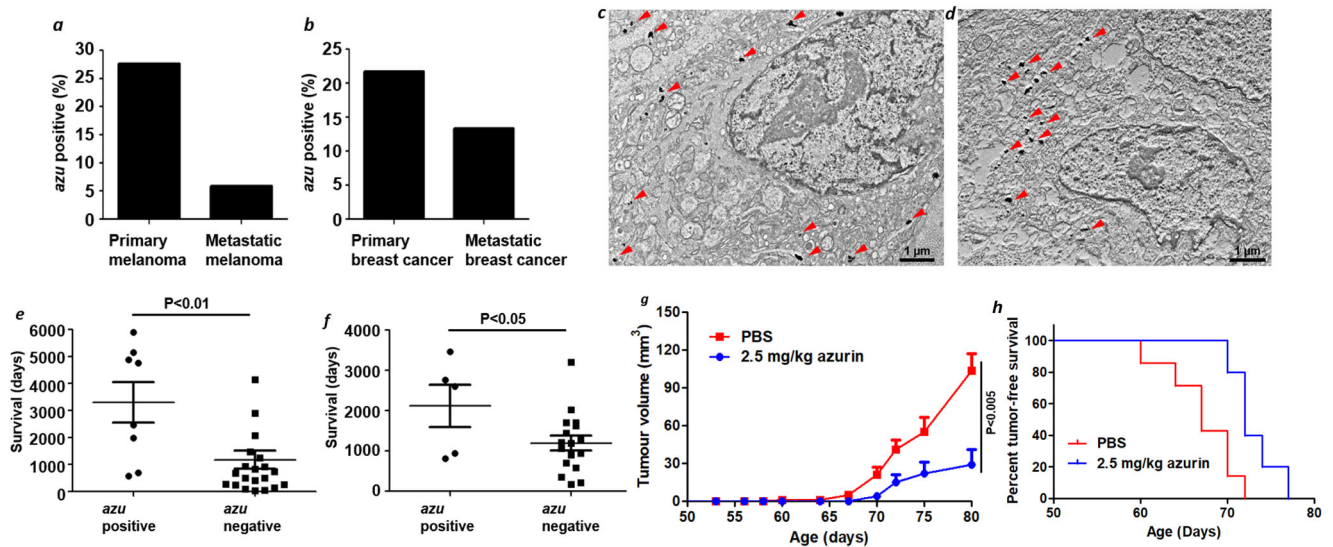 a
azu positive (%)
30
25
20
15
10
5
0
Primary
melanoma
Metastatic
melanoma
b
azu positive (%)
25
20
15
10
5
0
Primary
breast cancer
Metastatic
breast cancer
c
1 µm
d
1 µm
e
P<0.01
Survival (days)
6000
5000
4000
3000
2000
1000
0
azu
positive
azu
negative
f
P<0.05
Survival (days)
4000
3000
2000
1000
0
azu
positive
azu
negative
g
Tumour volume (mm3)
150
120
90
60
30
0
PBS
2.5 mg/kg azurin
P<0.005
50 55 60 65 70 75 80
Age (days)
h
Percent tumor-free survival
100
80
60
40
20
0
PBS
2.5 mg/kg azurin
50 60 70 80
Age (Days)